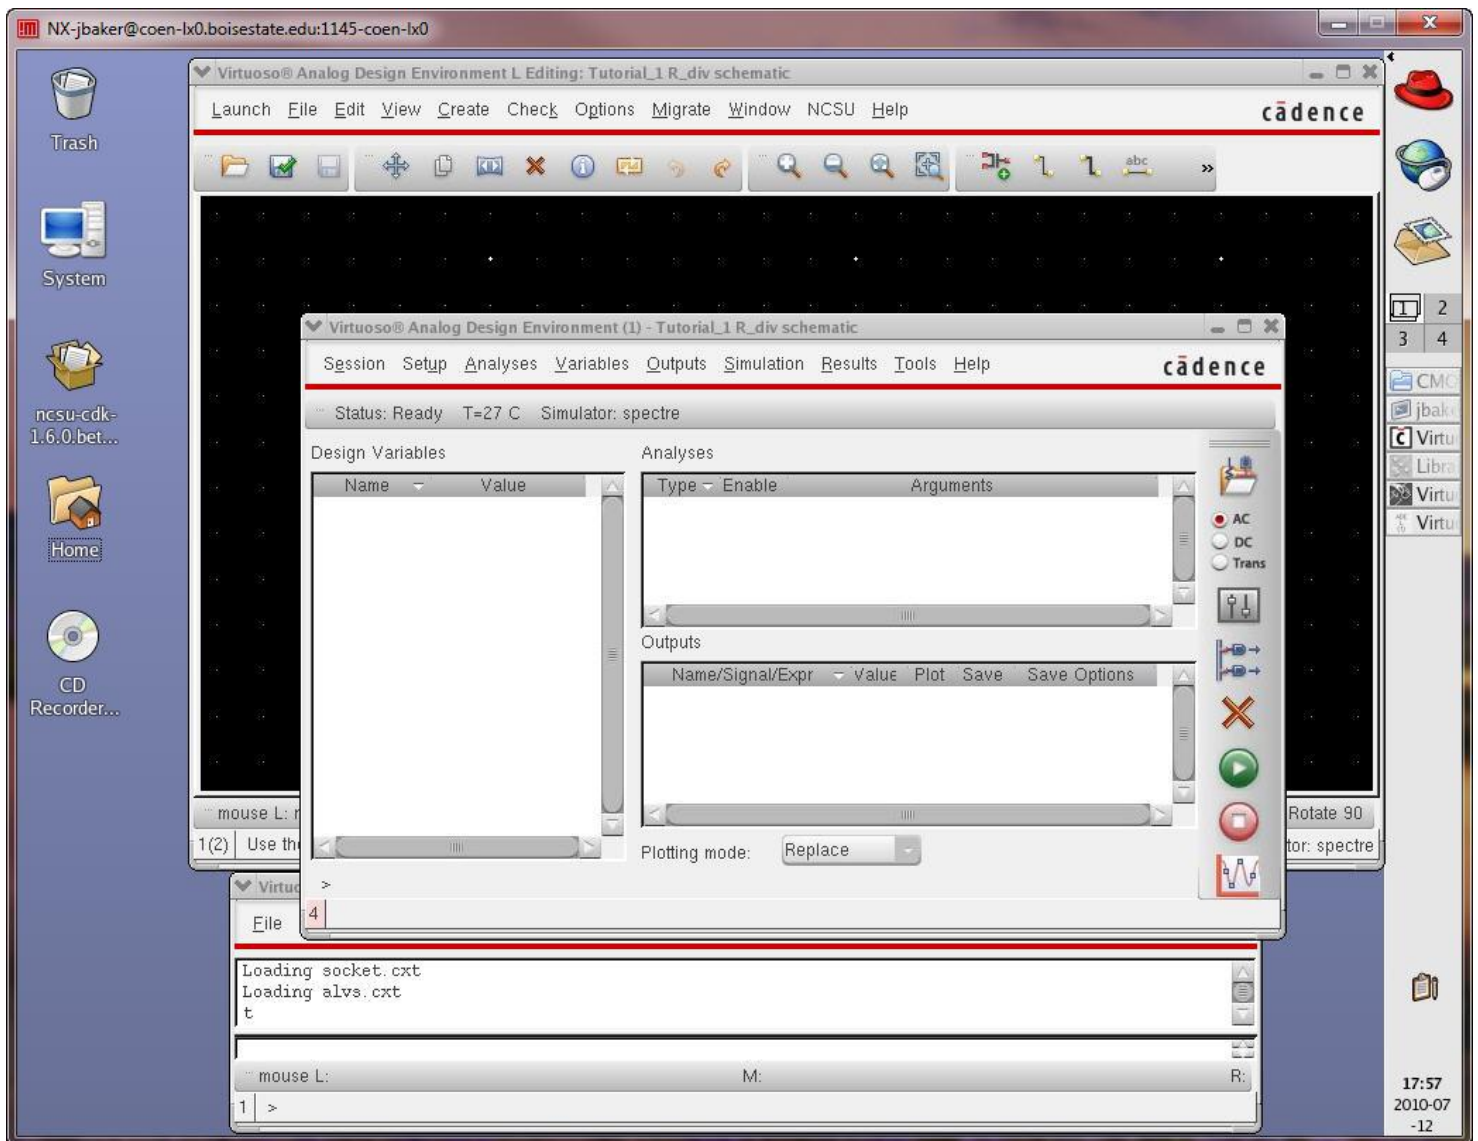 NX-jbaker@coen-lx0.boisestate.edu:1145-coen-lx0
Trash
System
ncsu-cdk-
1.6.0.bet...
Home
CD
Recorder...
Virtuoso® Analog Design Environment L Editing: Tutorial_1 R_div schematic
Launch File Edit View Create Check Options Migrate Window NCSU Help
cādence
abc
»
Virtuoso® Analog Design Environment (1) - Tutorial_1 R_div schematic
Session Setup Analyses Variables Outputs Simulation Results Tools Help
cādence
Status: Ready T=27 C Simulator: spectre
Design Variables
Name Value
Analyses
Type Enable Arguments
AC
DC
Trans
Outputs
Name/Signal/Expr Value Plot Save Save Options
Plotting mode: Replace
>
4
mouse L: r
Rotate 90
1(2) Use th
tor: spectre
Virtuo
File
Loading socket.cxt
Loading alvs.cxt
t
mouse L: M: R:
1 >
1 2
3 4
CMO
jbak
Virtu
Libra
Virtu
Virtu
17:57
2010-07
-12